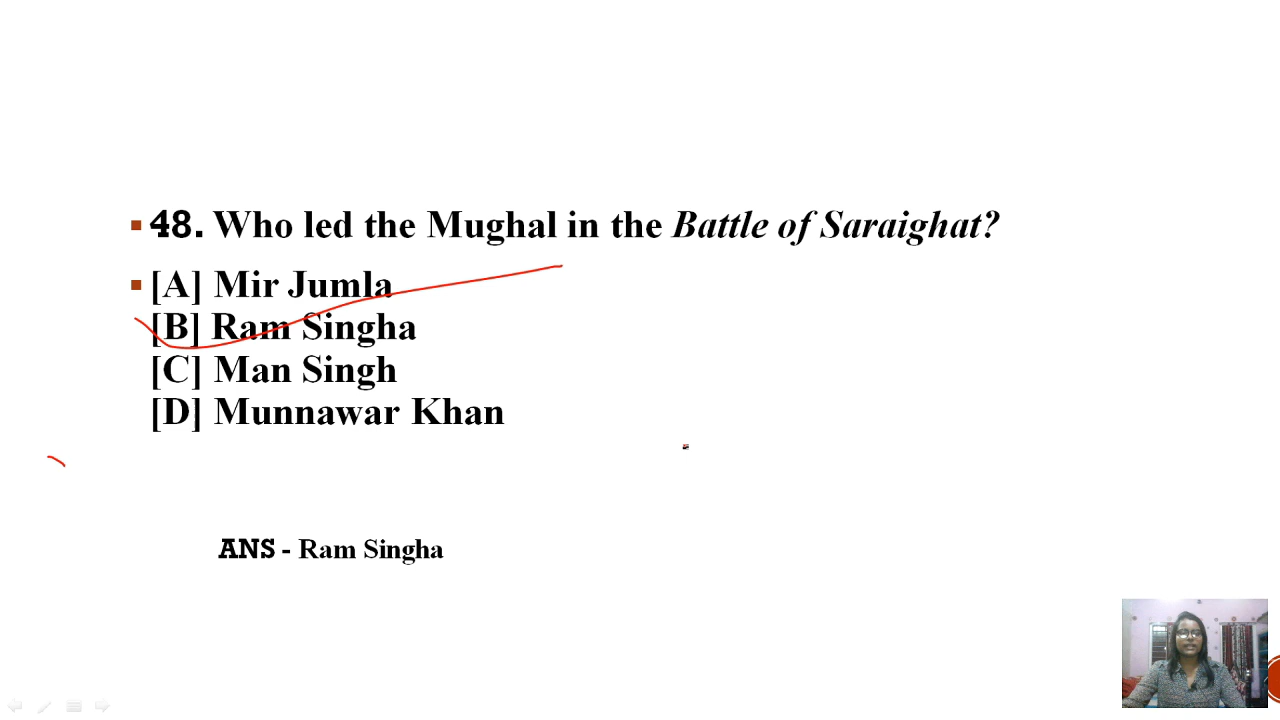 48. Who led the Mughal in the Battle of Saraighat?
[A] Mir Jumla
[B] Ram Singha
[C] Man Singh
[D] Munnawar Khan
ANS - Ram Singha